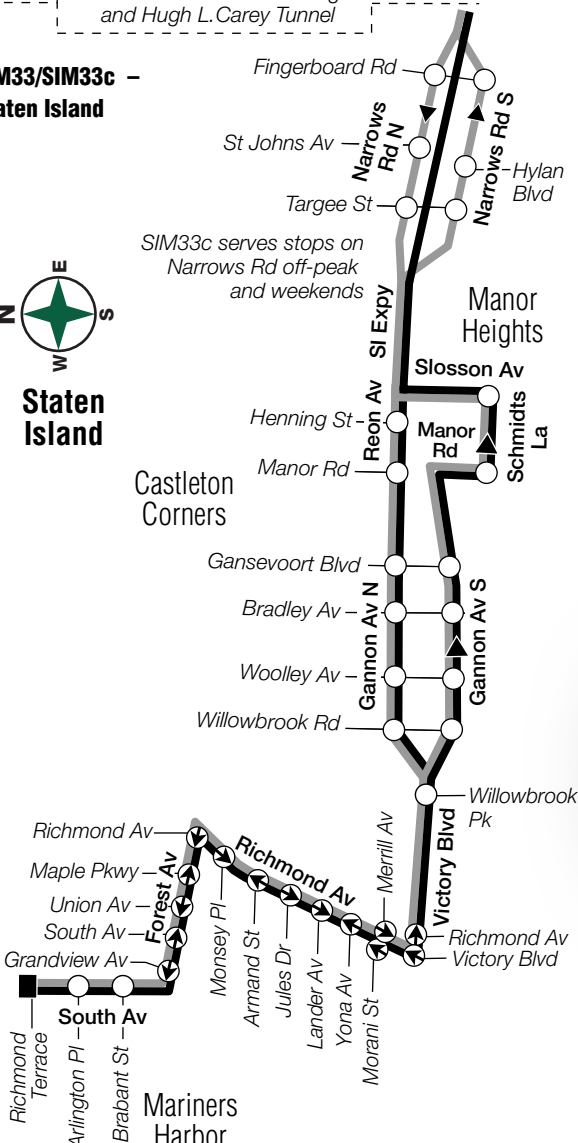 and Hugh L. Carey Tunnel
M33/SIM33c –
aten Island
Fingerboard Rd
St Johns Av
Narrows
Rd N
Narrows Rd S
Hylan
Blvd
Targee St
SIM33c serves stops on
Narrows Rd off-peak
and weekends
SI Expy
Manor
Heights
N
E
S
W
Staten
Island
Slosson Av
Reon Av
Henning St
Manor
Rd
Schmidts
La
Manor Rd
Castleton
Corners
Gansevoort Blvd
Bradley Av
Gannon Av N
Gannon Av S
Woolley Av
Willowbrook Rd
Willowbrook
Pk
Victory Blvd
Merrill Av
Richmond Av
Richmond Av
Maple Pkwy
Forest Av
Union Av
South Av
Grandview Av
Monsey Pl
Armand St
Jules Dr
Lander Av
Yona Av
Morani St
Richmond Av
Victory Blvd
South Av
Richmond
Terrace
Arlington Pl
Brabant St
Mariners
Harbor